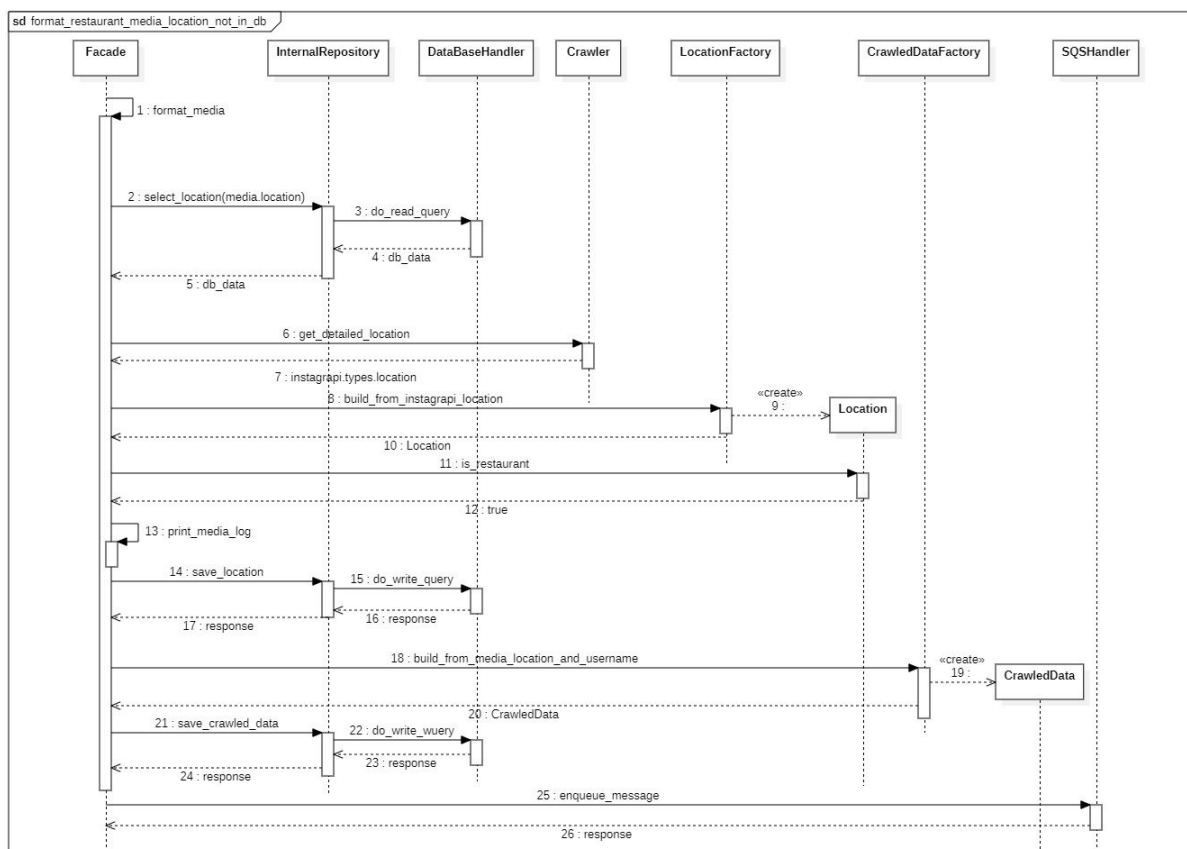 sd format_restaurant_media_location_not_in_db
Facade
InternalRepository
DataBaseHandler
Crawler
LocationFactory
CrawledDataFactory
SQSHandler
1 : format_media
2 : select_location(media.location)
3 : do_read_query
4 : db_data
5 : db_data
6 : get_detailed_location
7 : instagrapi.types.location
8 : build_from_instagrapi_location
«create»
9 :
Location
10 : Location
11 : is_restaurant
12 : true
13 : print_media_log
14 : save_location
15 : do_write_query
16 : response
17 : response
18 : build_from_media_location_and_username
«create»
19 :
CrawledData
20 : CrawledData
21 : save_crawled_data
22 : do_write_wuery
23 : response
24 : response
25 : enqueue_message
26 : response